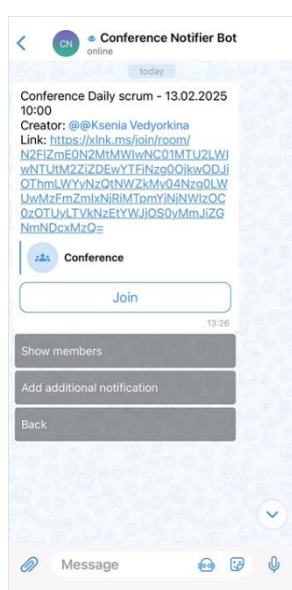 CN
Conference Notifier Bot
online
today
Conference Daily scrum - 13.02.2025
10:00
Creator: @@Ksenia Vedyorkina
Link: https://xlnk.ms/join/room/
N2FlZmE0N2MtMWIwNC01MTU2LWI
wNTUtM2ZiZDEwYTFiNzg0OjkwODJi
OThmLWYyNzQtNWZkMy04Nzg0LW
UwMzFmZmIxNjRiMTpmYjNjNWIzOC
0zOTUyLTVkNzEtYWJjOS0yMmJiZG
NmNDcxMzQ=
Conference
Join
13:26
Show members
Add additional notification
Back
Message